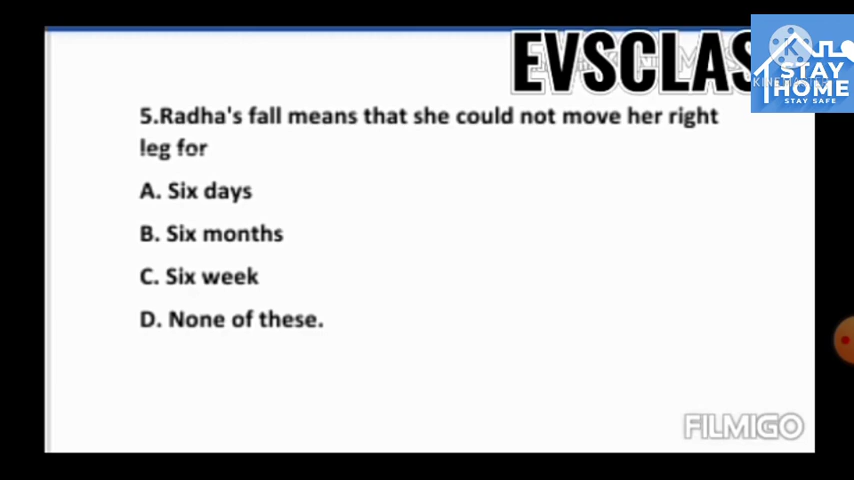 EVSCLAS
STAY
HOME
STAY SAFE
5.Radha's fall means that she could not move her right
leg for
A. Six days
B. Six months
C. Six week
D. None of these.
FILMIGO